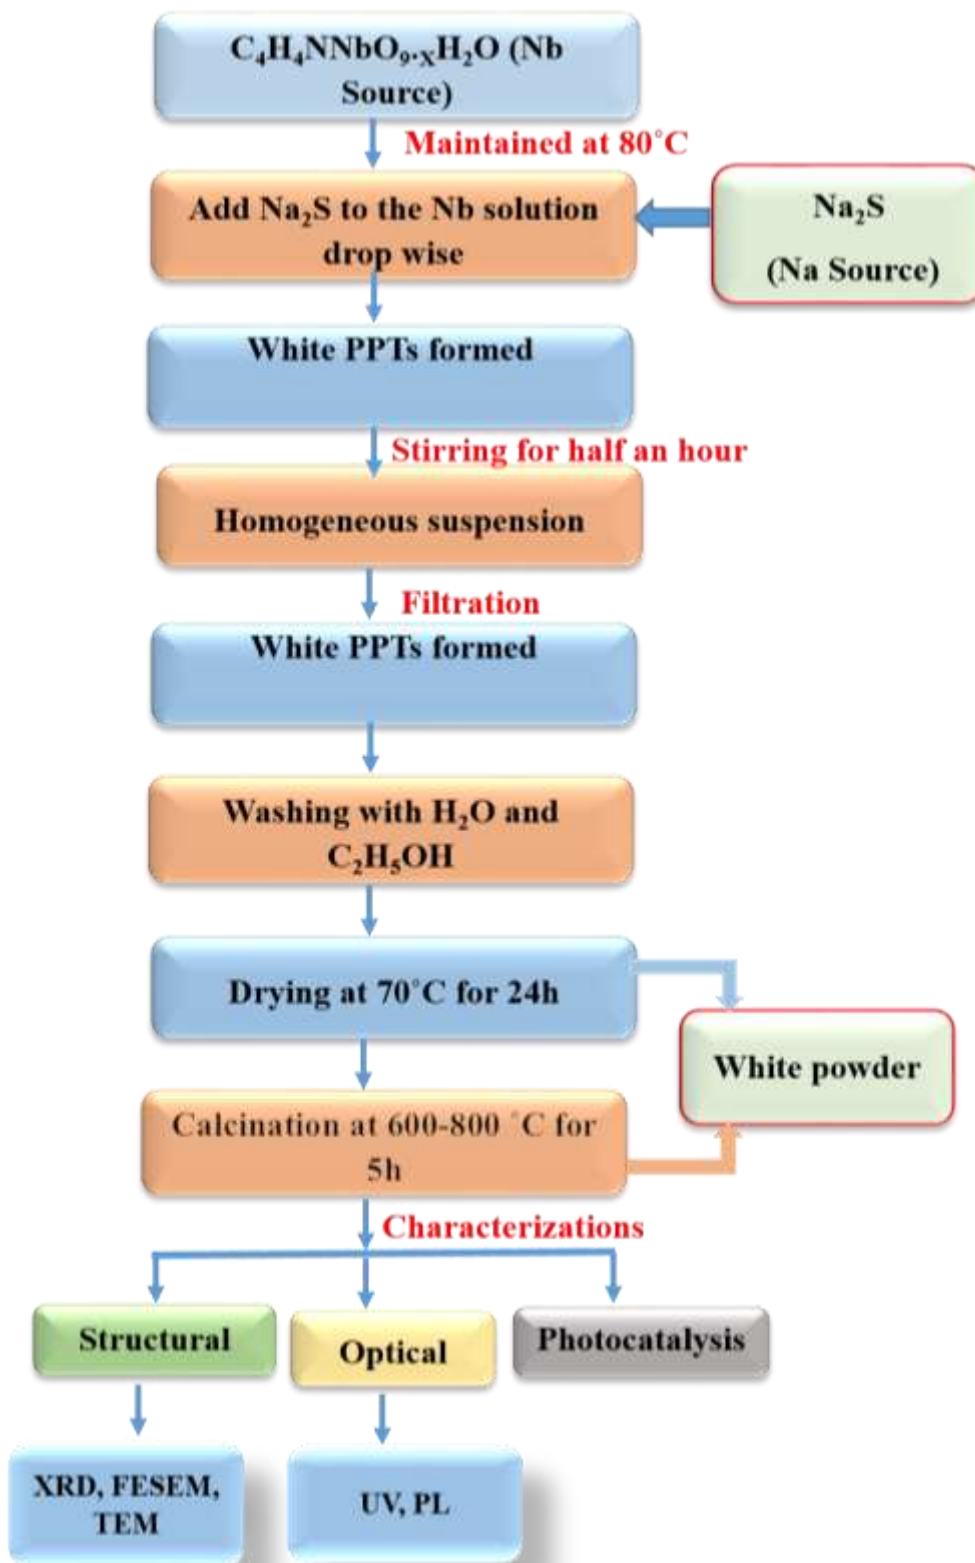 C₄H₄NNbO₉.ₓH₂O (Nb
Source)
Maintained at 80˚C
Add Na₂S to the Nb solution
drop wise
Na₂S
(Na Source)
White PPTs formed
Stirring for half an hour
Homogeneous suspension
Filtration
White PPTs formed
Washing with H₂O and
C₂H₅OH
Drying at 70˚C for 24h
White powder
Calcination at 600-800 ˚C for
5h
Characterizations
Structural
Optical
Photocatalysis
XRD, FESEM,
TEM
UV, PL